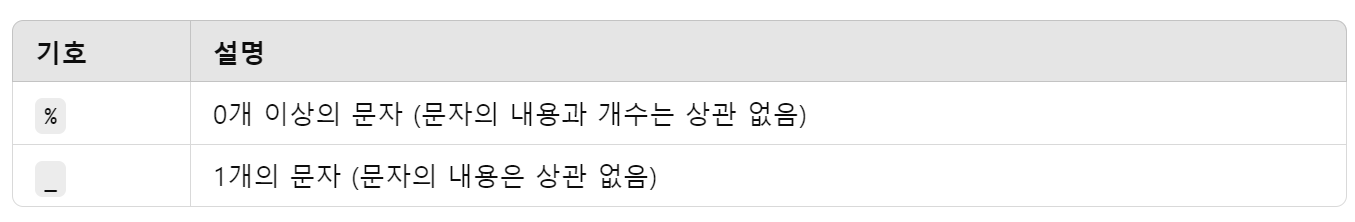 기호 설명
% 0개 이상의 문자 (문자의 내용과 개수는 상관 없음)
_ 1개의 문자 (문자의 내용은 상관 없음)